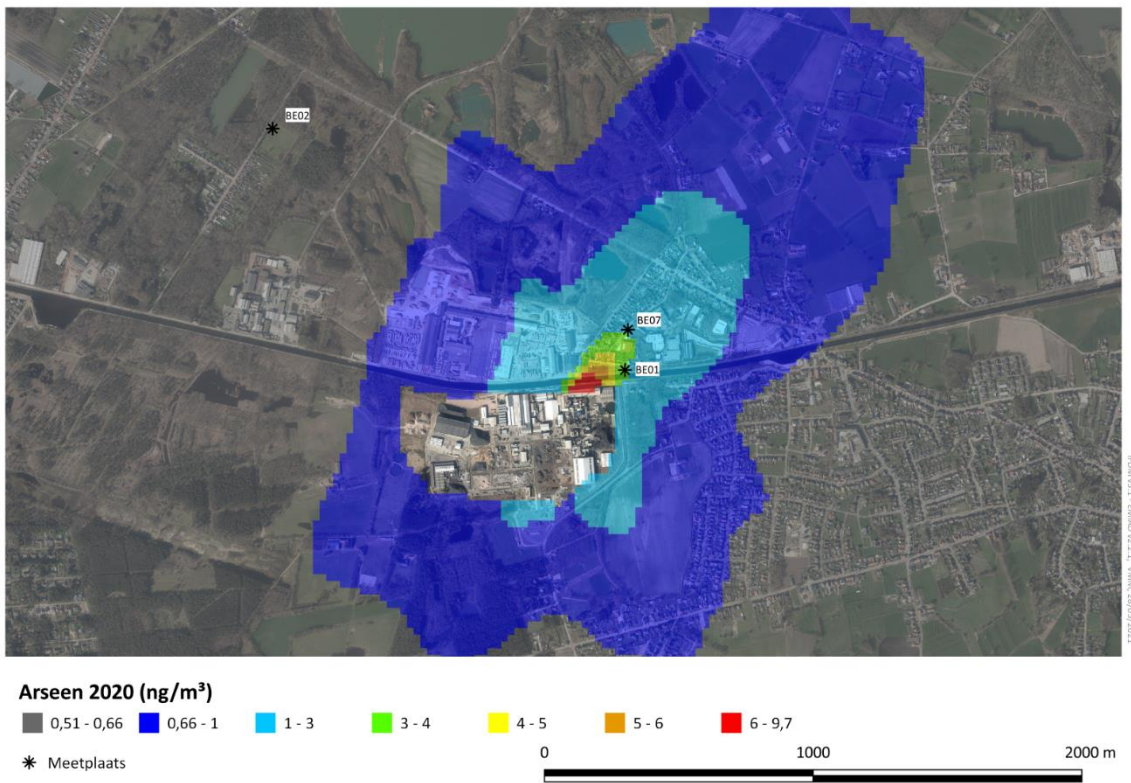 BE02
BE07
BE01
Arseen 2020 (ng/m³)
0,51 - 0,66 0,66 - 1 1 - 3 3 - 4 4 - 5 5 - 6 6 - 9,7
Meetplaats
0 1000 2000 m